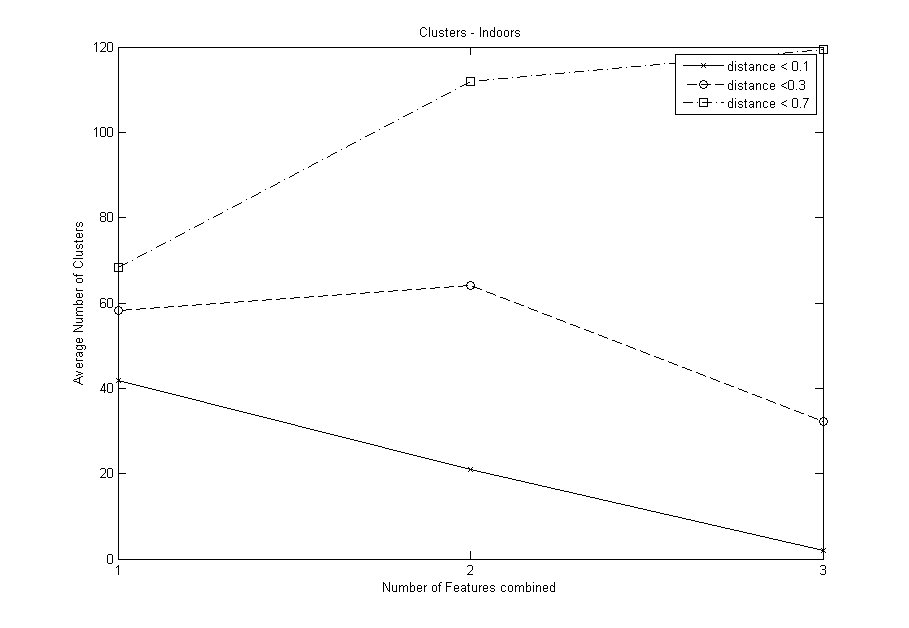 Clusters - Indoors
120
100
80
60
40
20
0
distance < 0.1
distance <0.3
distance < 0.7
Average Number of Clusters
1
2
3
Number of Features combined